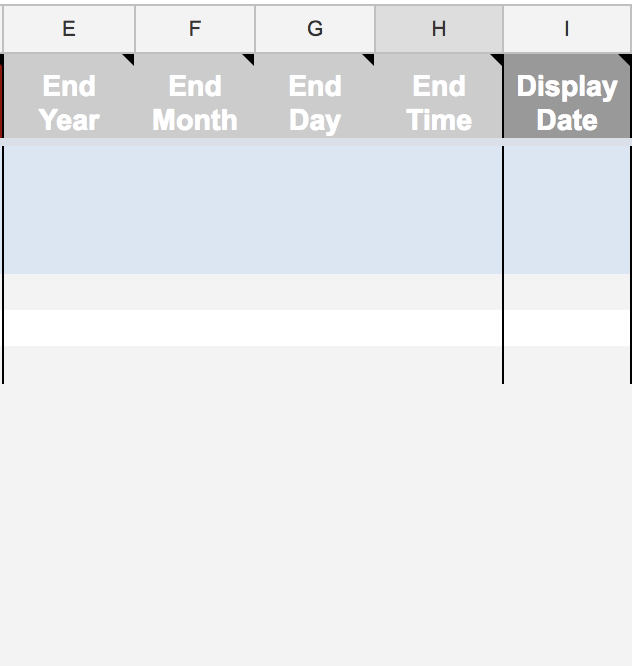 E F G H I
End End End End Display
Year Month Day Time Date